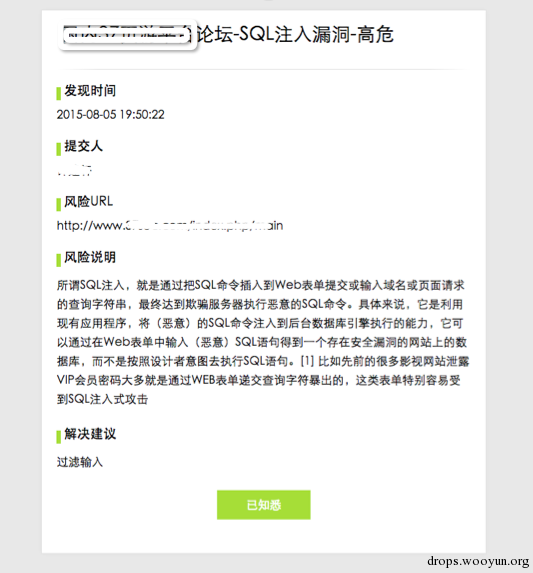 论坛-SQL注入漏洞-高危
发现时间
2015-08-05 19:50:22
提交人
风险URL
http://www.
风险说明
所谓SQL注入，就是通过把SQL命令插入到Web表单提交或输入域名或页面请求
的查询字符串，最终达到欺骗服务器执行恶意的SQL命令。具体来说，它是利用
现有应用程序，将（恶意）的SQL命令注入到后台数据库引擎执行的能力，它可
以通过在Web表单中输入（恶意）SQL语句得到一个存在安全漏洞的网站上的数
据库，而不是按照设计者意图去执行SQL语句。[1] 比如先前的很多影视网站泄露
VIP会员密码大多就是通过WEB表单递交查询字符暴出的，这类表单特别容易受
到SQL注入式攻击
解决建议
过滤输入
已知悉
drops.wooyun.org